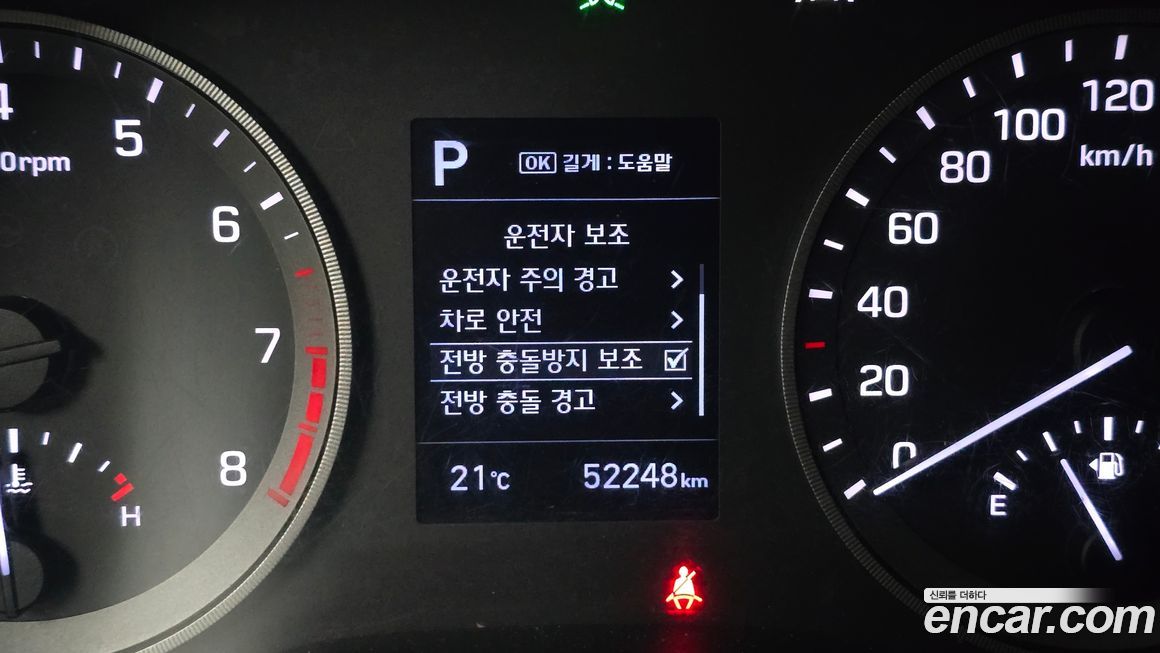 4
5
6
7
8
0rpm
H
P
OK 길게 : 도움말
운전자 보조
운전자 주의 경고
차로 안전
전방 충돌방지 보조
전방 충돌 경고
21℃
52248km
0
20
40
60
80
100
120
km/h
E
신뢰를 더하다
encar.com